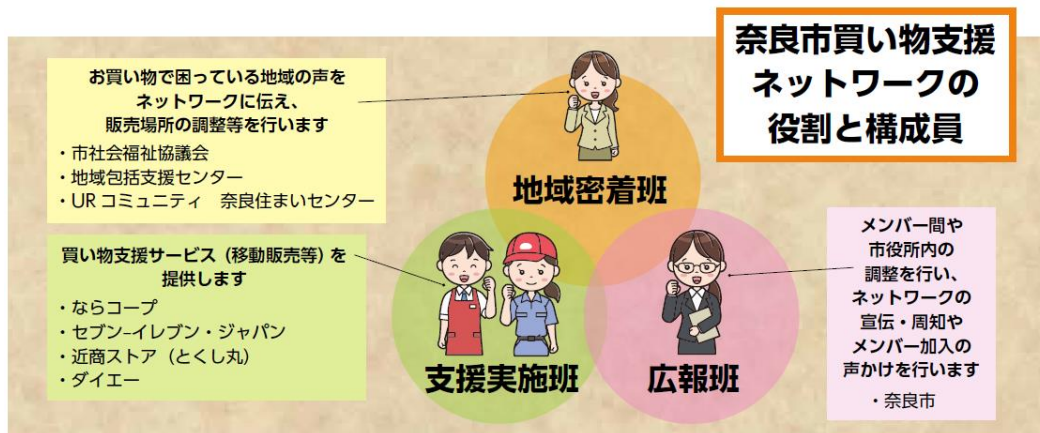 奈良市買い物支援
ネットワークの
役割と構成員
お買い物で困っている地域の声を
ネットワークに伝え、
販売場所の調整等を行います
・市社会福祉協議会
・地域包括支援センター
・URコミュニティ　奈良住まいセンター
地域密着班
買い物支援サービス（移動販売等）を
提供します
・ならコープ
・セブン−イレブン・ジャパン
・近商ストア（とくし丸）
・ダイエー
支援実施班
メンバー間や
市役所内の
調整を行い、
ネットワークの
宣伝・周知や
メンバー加入の
声かけを行います
・奈良市
広報班